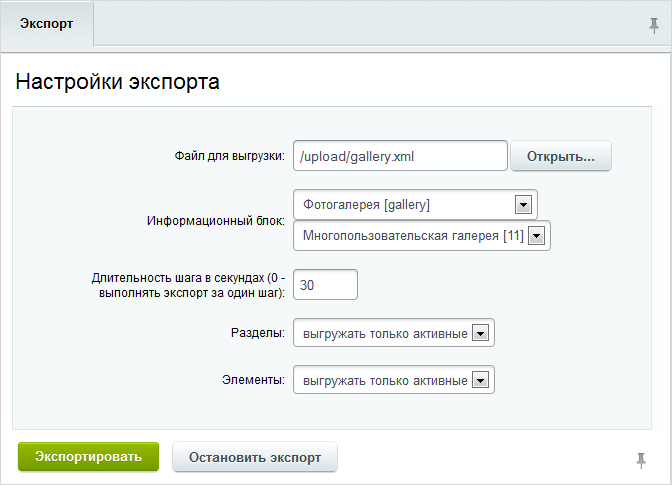 Экспорт
Настройки экспорта
Файл для выгрузки: /upload/gallery.xml Открыть...
Фотогалерея [gallery]
Информационный блок:
Многопользовательская галерея [11]
Длительность шага в секундах (0 -
выполнять экспорт за один шаг): 30
Разделы: выгружать только активные
Элементы: выгружать только активные
Экспортировать Остановить экспорт